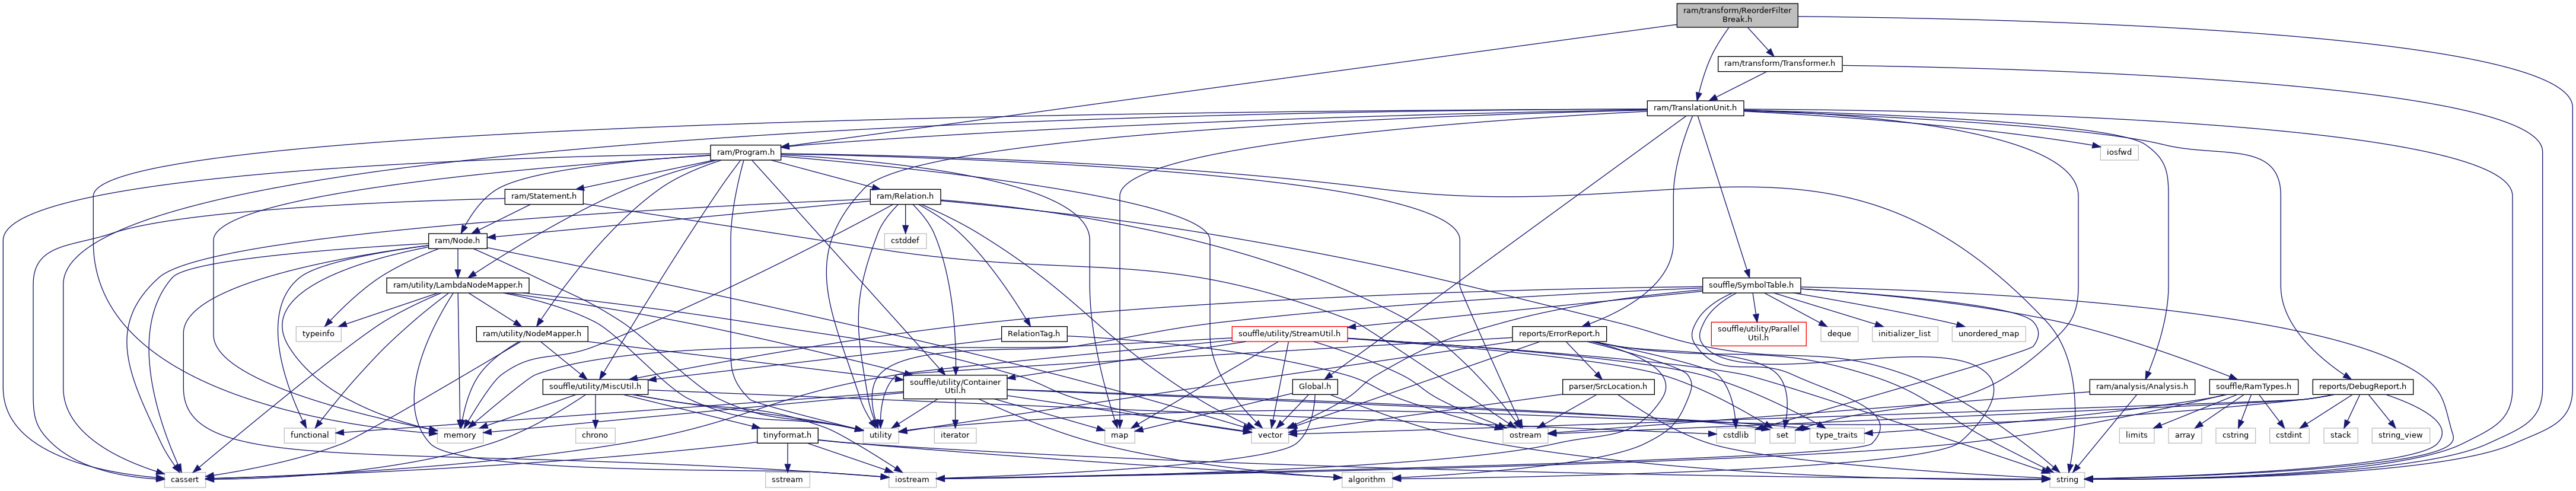 ram/transform/ReorderFilter
Break.h
ram/transform/Transformer.h
ram/TranslationUnit.h
ram/Program.h
iosfwd
ram/Statement.h
ram/Relation.h
ram/Node.h
cstddef
ram/utility/LambdaNodeMapper.h
souffle/SymbolTable.h
typeinfo
ram/utility/NodeMapper.h
RelationTag.h
souffle/utility/StreamUtil.h
reports/ErrorReport.h
souffle/utility/Parallel
Util.h
deque
initializer_list
unordered_map
souffle/utility/MiscUtil.h
souffle/utility/Container
Util.h
Global.h
parser/SrcLocation.h
ram/analysis/Analysis.h
souffle/RamTypes.h
reports/DebugReport.h
functional
memory
chrono
tinyformat.h
utility
iterator
map
vector
ostream
cstdlib
set
type_traits
limits
array
cstring
cstdint
stack
string_view
cassert
sstream
iostream
algorithm
string